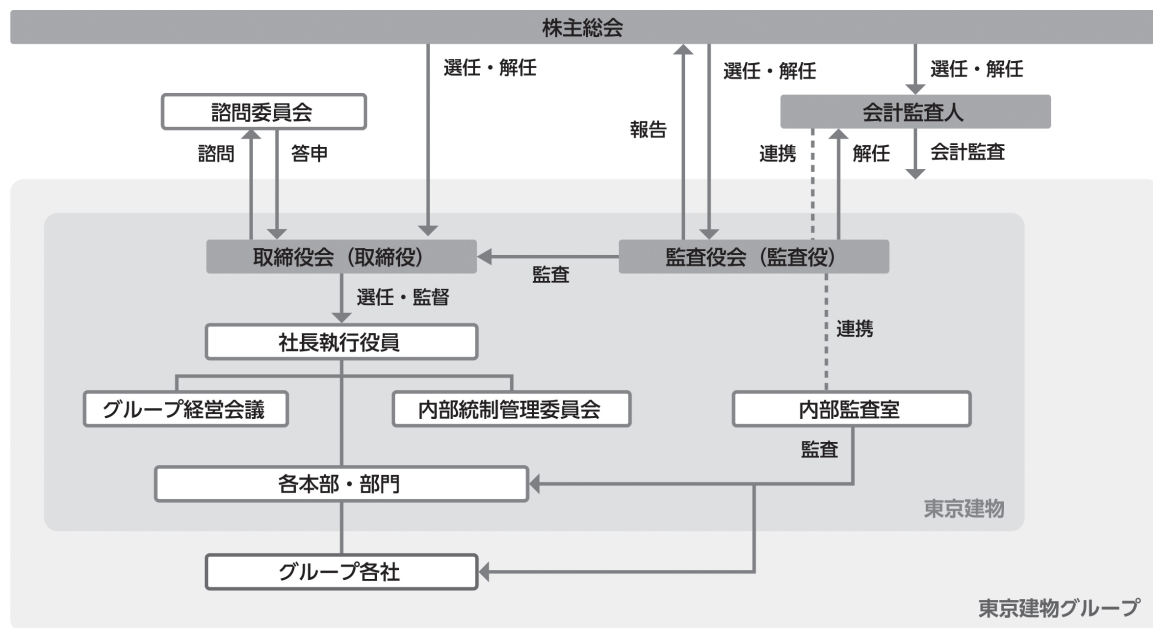 株主総会
選任・解任
選任・解任
選任・解任
諮問委員会
会計監査人
諮問
答申
報告
連携
解任
会計監査
取締役会（取締役）
監査役会（監査役）
監査
選任・監督
社長執行役員
連携
グループ経営会議
内部統制管理委員会
内部監査室
監査
各本部・部門
東京建物
グループ各社
東京建物グループ